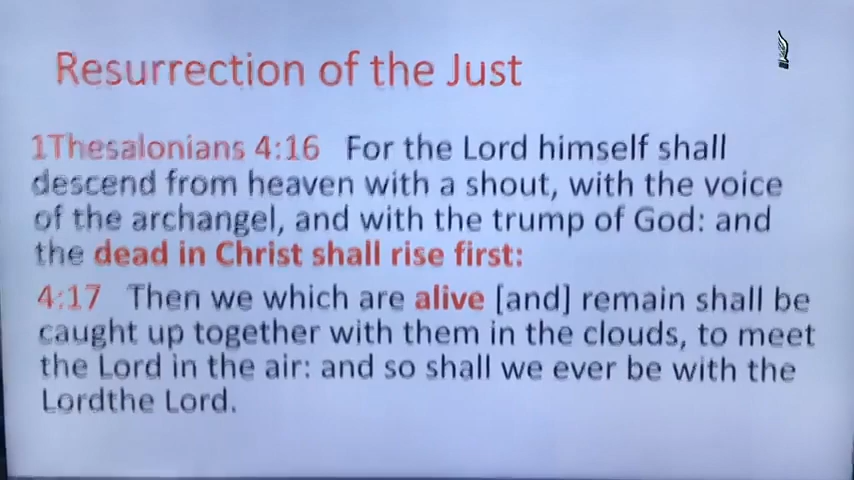 Resurrection of the Just
1Thesalonians 4:16 For the Lord himself shall
descend from heaven with a shout, with the voice
of the archangel, and with the trump of God: and
the dead in Christ shall rise first:
4:17 Then we which are alive [and] remain shall be
caught up together with them in the clouds, to meet
the Lord in the air: and so shall we ever be with the
Lordthe Lord.